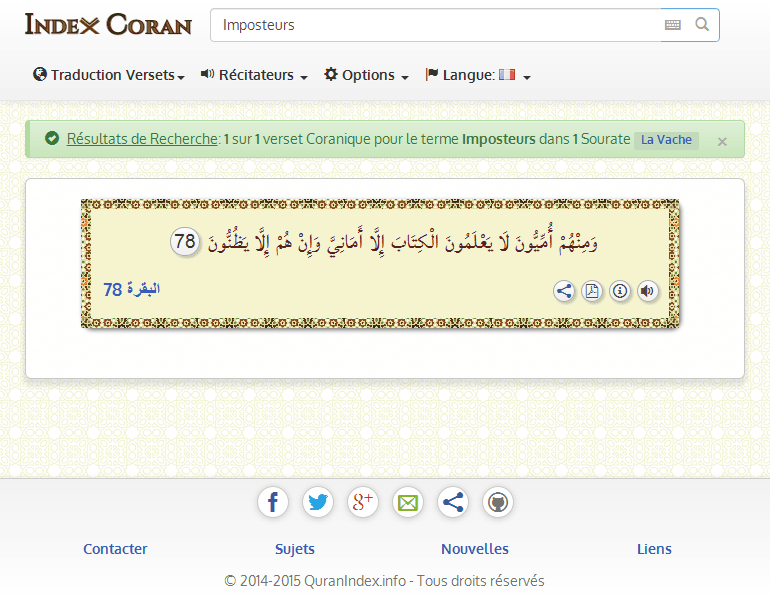 INDEX CORAN
Imposteurs
Traduction Versets Récitateurs Options Langue:
Résultats de Recherche: 1 sur 1 verset Coranique pour le terme Imposteurs dans 1 Sourate La Vache ×
وَمِنْهُمْ أُمِّيُّونَ لَا يَعْلَمُونَ الْكِتَابَ إِلَّا أَمَانِيَّ وَإِنْ هُمْ إِلَّا يَظُنُّونَ 78
البقرة 78
Contacter Sujets Nouvelles Liens
© 2014-2015 QuranIndex.info - Tous droits réservés